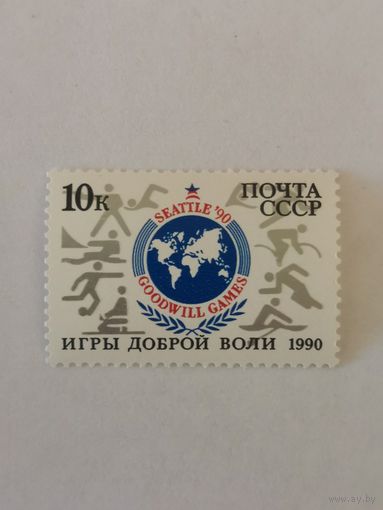 10к
ПОЧТА
СССР
SEATTLE '90
GOODWILL GAMES
ИГРЫ ДОБРОЙ ВОЛИ 1990
www.ay.by